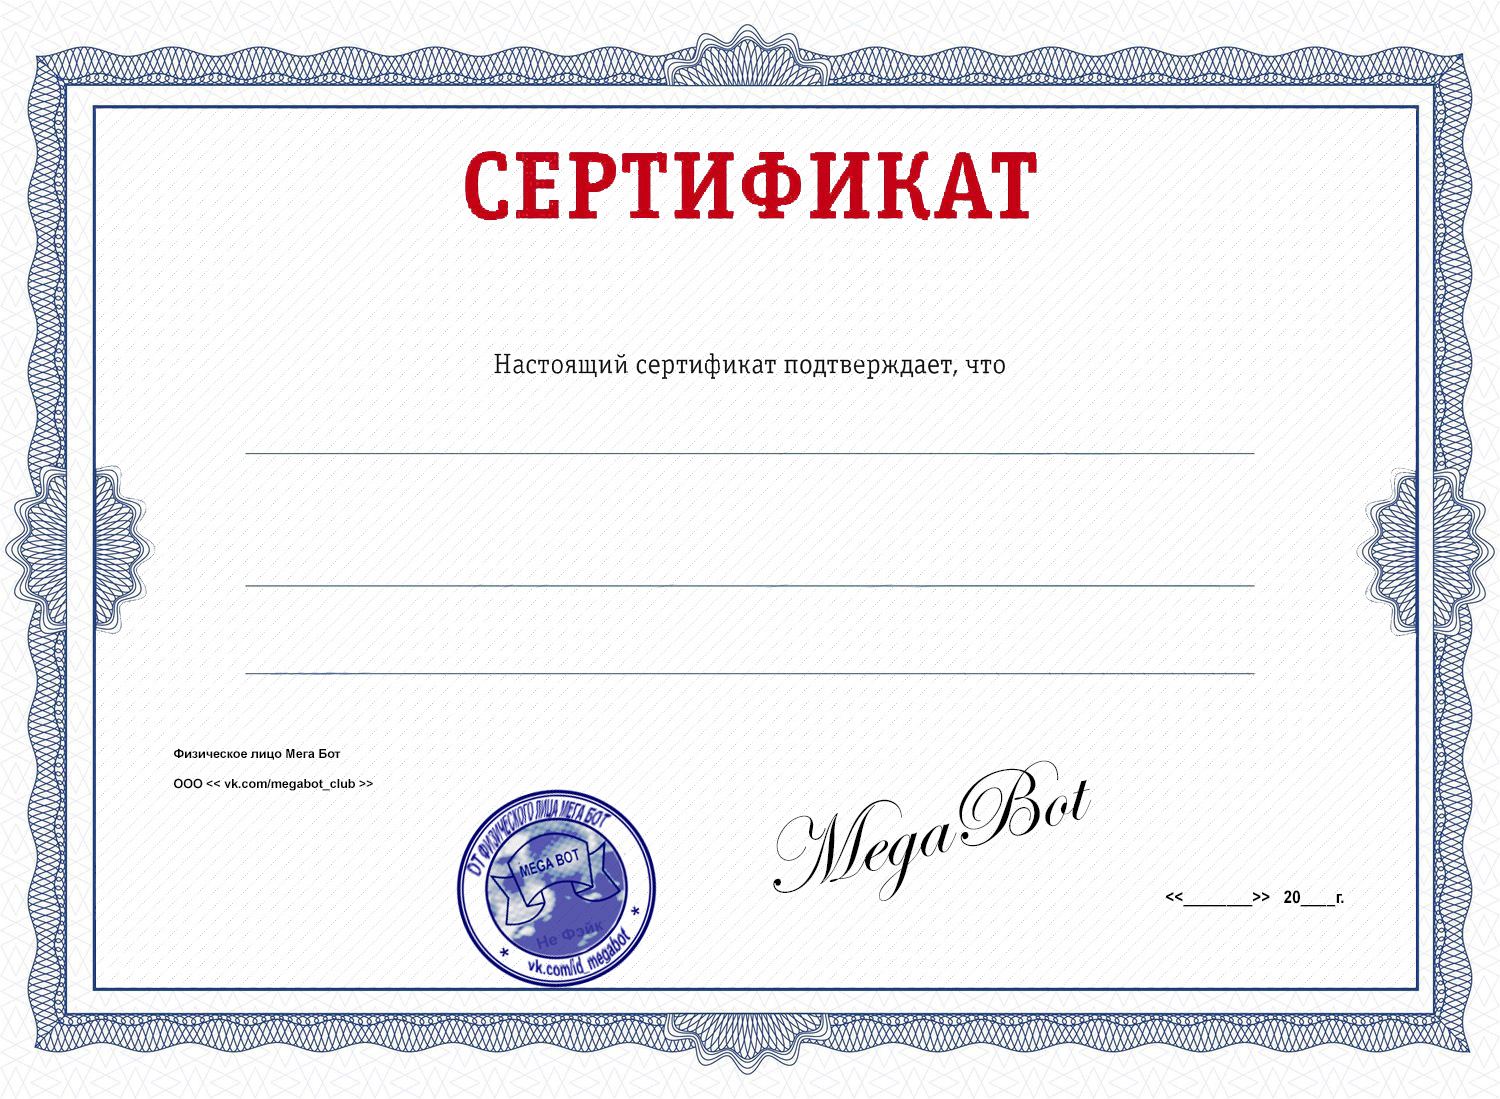 СЕРТИФИКАТ
Настоящий сертификат подтверждает, что
Физическое лицо Мега Бот
ООО << vk.com/megabot_club >>
ОТ ФИЗИЧЕСКОГО ЛИЦА МЕГА БОТ
MEGA BOT
Не Фэйк
* vk.com/id_megabot *
MegaBot
<<________>> 20____г.